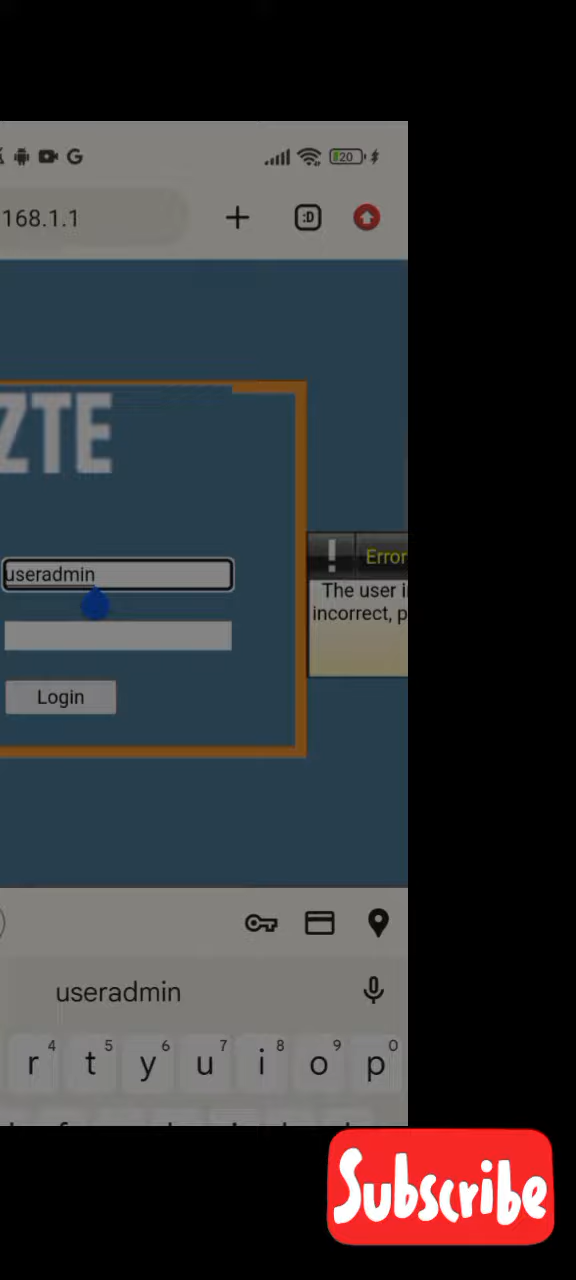 20
168.1.1
:D
ZTE
useradmin
Error
The user i
incorrect, p
Login
useradmin
r 4 t 5 y 6 u 7 i 8 o 9 p 0
Subscribe